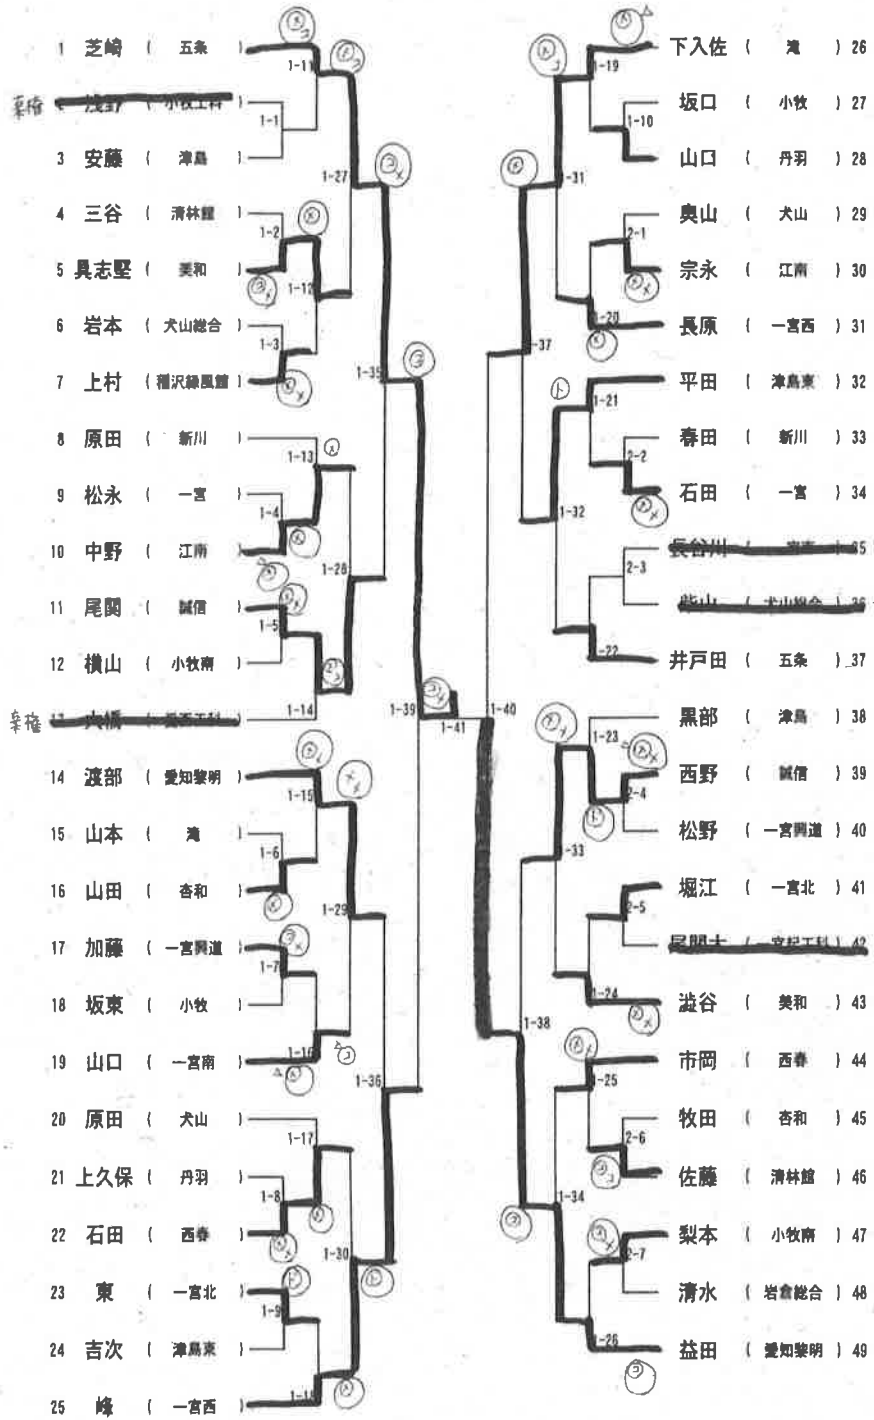 1 芝崎 ( 五条 )
棄権
3 安藤 ( 津島 )
4 三谷 ( 清林館 )
5 具志堅 ( 美和 )
6 岩本 ( 犬山総合 )
7 上村 ( 稲沢緑風館 )
8 原田 ( 新川 )
9 松永 ( 一宮 )
10 中野 ( 江南 )
11 尾関 ( 誠信 )
12 横山 ( 小牧南 )
棄権
14 渡部 ( 愛知黎明 )
15 山本 ( 滝 )
16 山田 ( 杏和 )
17 加藤 ( 一宮興道 )
18 坂東 ( 小牧 )
19 山口 ( 一宮南 )
20 原田 ( 犬山 )
21 上久保 ( 丹羽 )
22 石田 ( 西春 )
23 東 ( 一宮北 )
24 吉次 ( 津島東 )
25 峰 ( 一宮西 )
1-11
1-1
1-27
1-2
1-12
1-3
1-35
1-13
1-4
1-28
1-5
1-14
1-39
1-41
1-40
1-15
1-6
1-29
1-7
1-16
1-36
1-17
1-8
1-30
1-9
下入佐 ( 滝 ) 26
坂口 ( 小牧 ) 27
山口 ( 丹羽 ) 28
奥山 ( 犬山 ) 29
宗永 ( 江南 ) 30
長原 ( 一宮西 ) 31
平田 ( 津島東 ) 32
春田 ( 新川 ) 33
石田 ( 一宮 ) 34
長谷川 35
柴山 ( 犬山総合 ) 36
井戸田 ( 五条 ) 37
黒部 ( 津島 ) 38
西野 ( 誠信 ) 39
松野 ( 一宮興道 ) 40
堀江 ( 一宮北 ) 41
42
澁谷 ( 美和 ) 43
市岡 ( 西春 ) 44
牧田 ( 杏和 ) 45
佐藤 ( 清林館 ) 46
梨本 ( 小牧南 ) 47
清水 ( 岩倉総合 ) 48
益田 ( 愛知黎明 ) 49
1-19
1-10
1-31
2-1
1-20
1-37
1-21
2-2
1-32
2-3
1-22
1-23
2-4
1-33
2-5
1-24
1-38
1-25
2-6
1-34
2-7
1-26